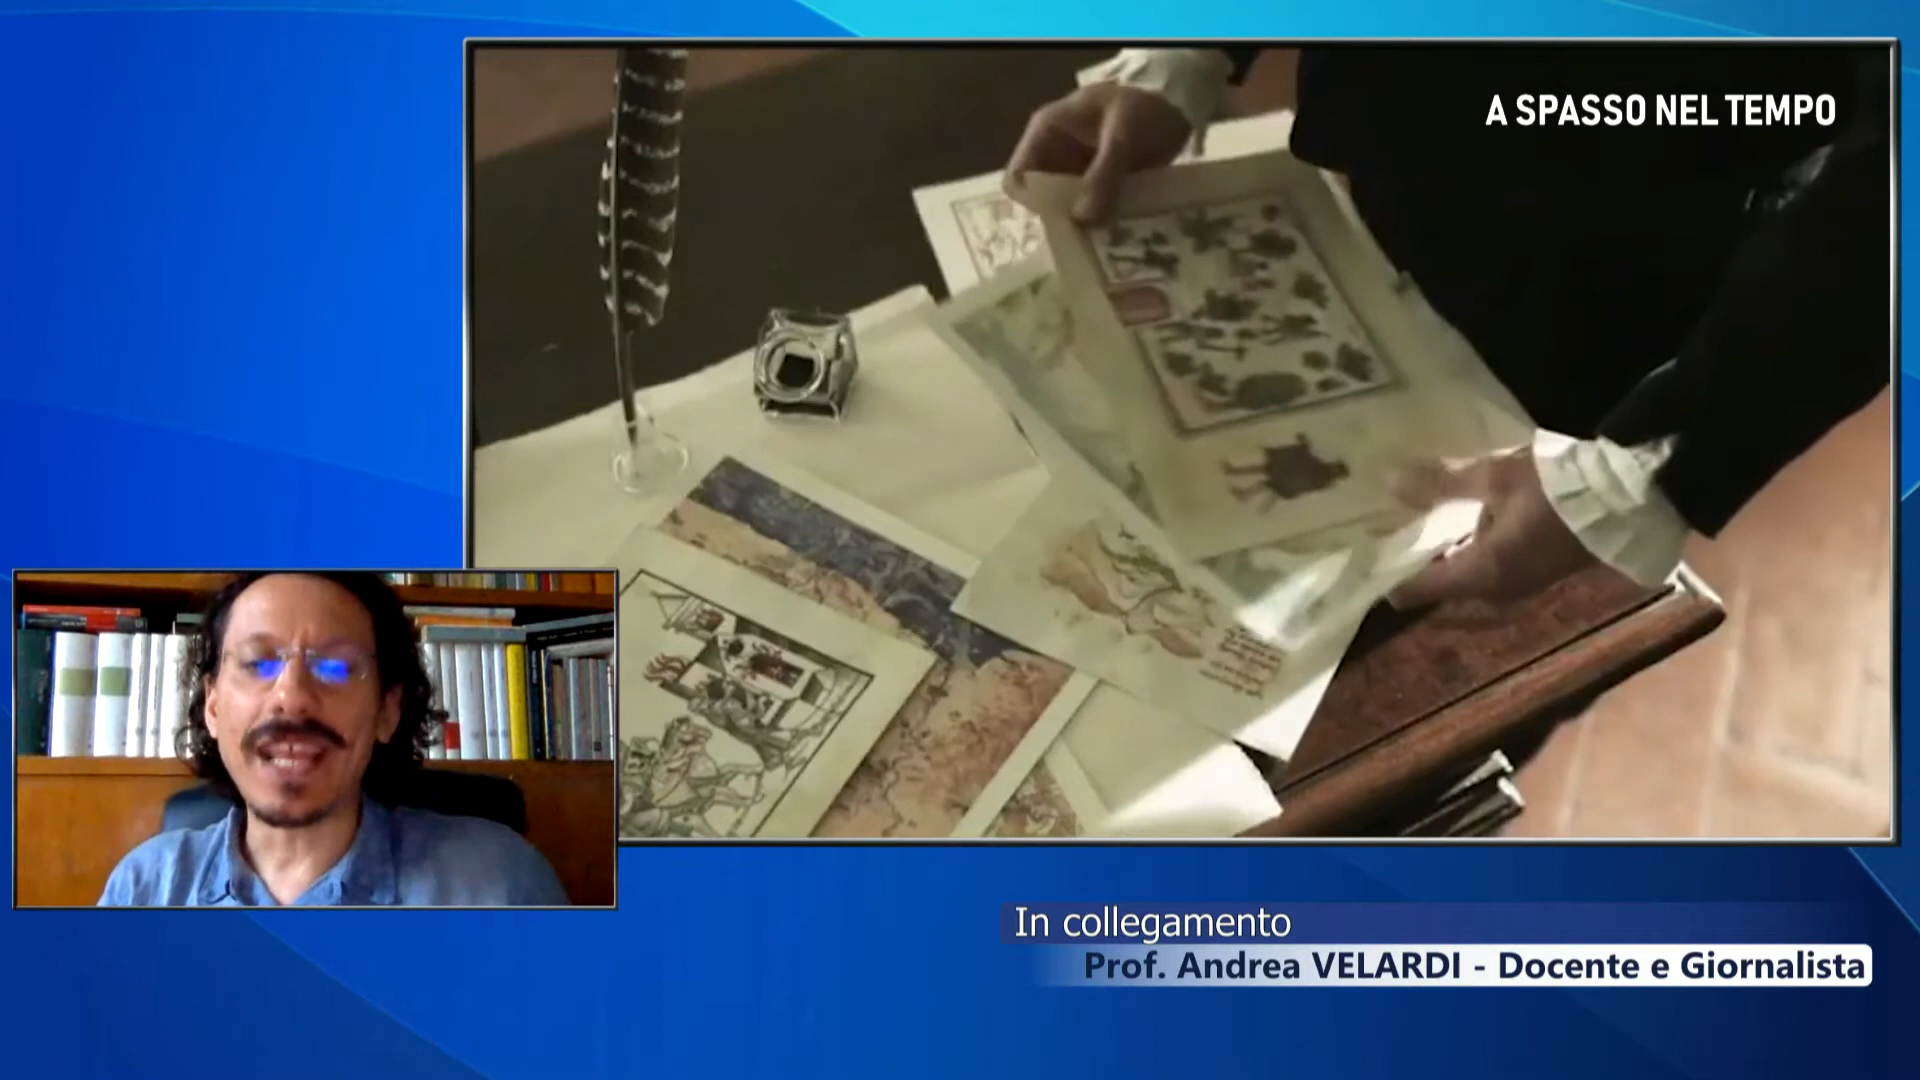 A SPASSO NEL TEMPO
In collegamento
Prof. Andrea VELARDI - Docente e Giornalista